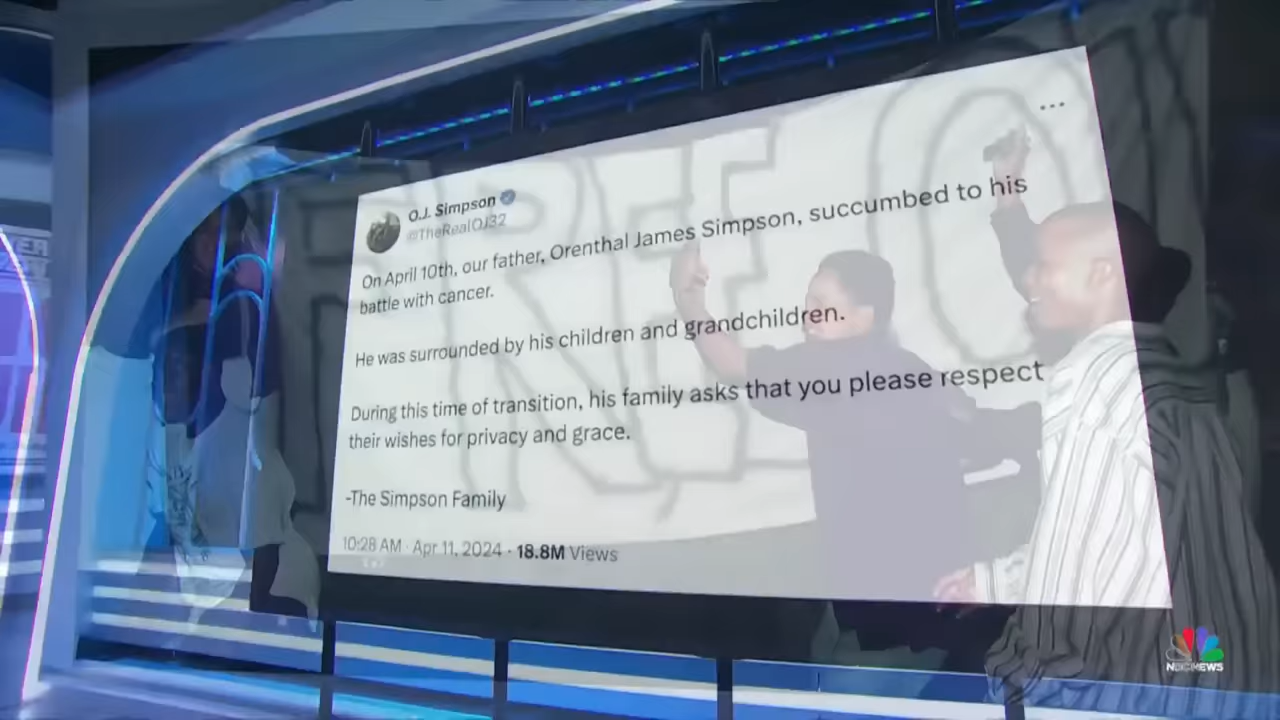 O.J. Simpson
@TheRealOJ32
...
On April 10th, our father, Orenthal James Simpson, succumbed to his
battle with cancer.
He was surrounded by his children and grandchildren.
During this time of transition, his family asks that you please respect
their wishes for privacy and grace.
-The Simpson Family
10:28 AM · Apr 11, 2024 · 18.8M Views
FREE O
NBC NEWS